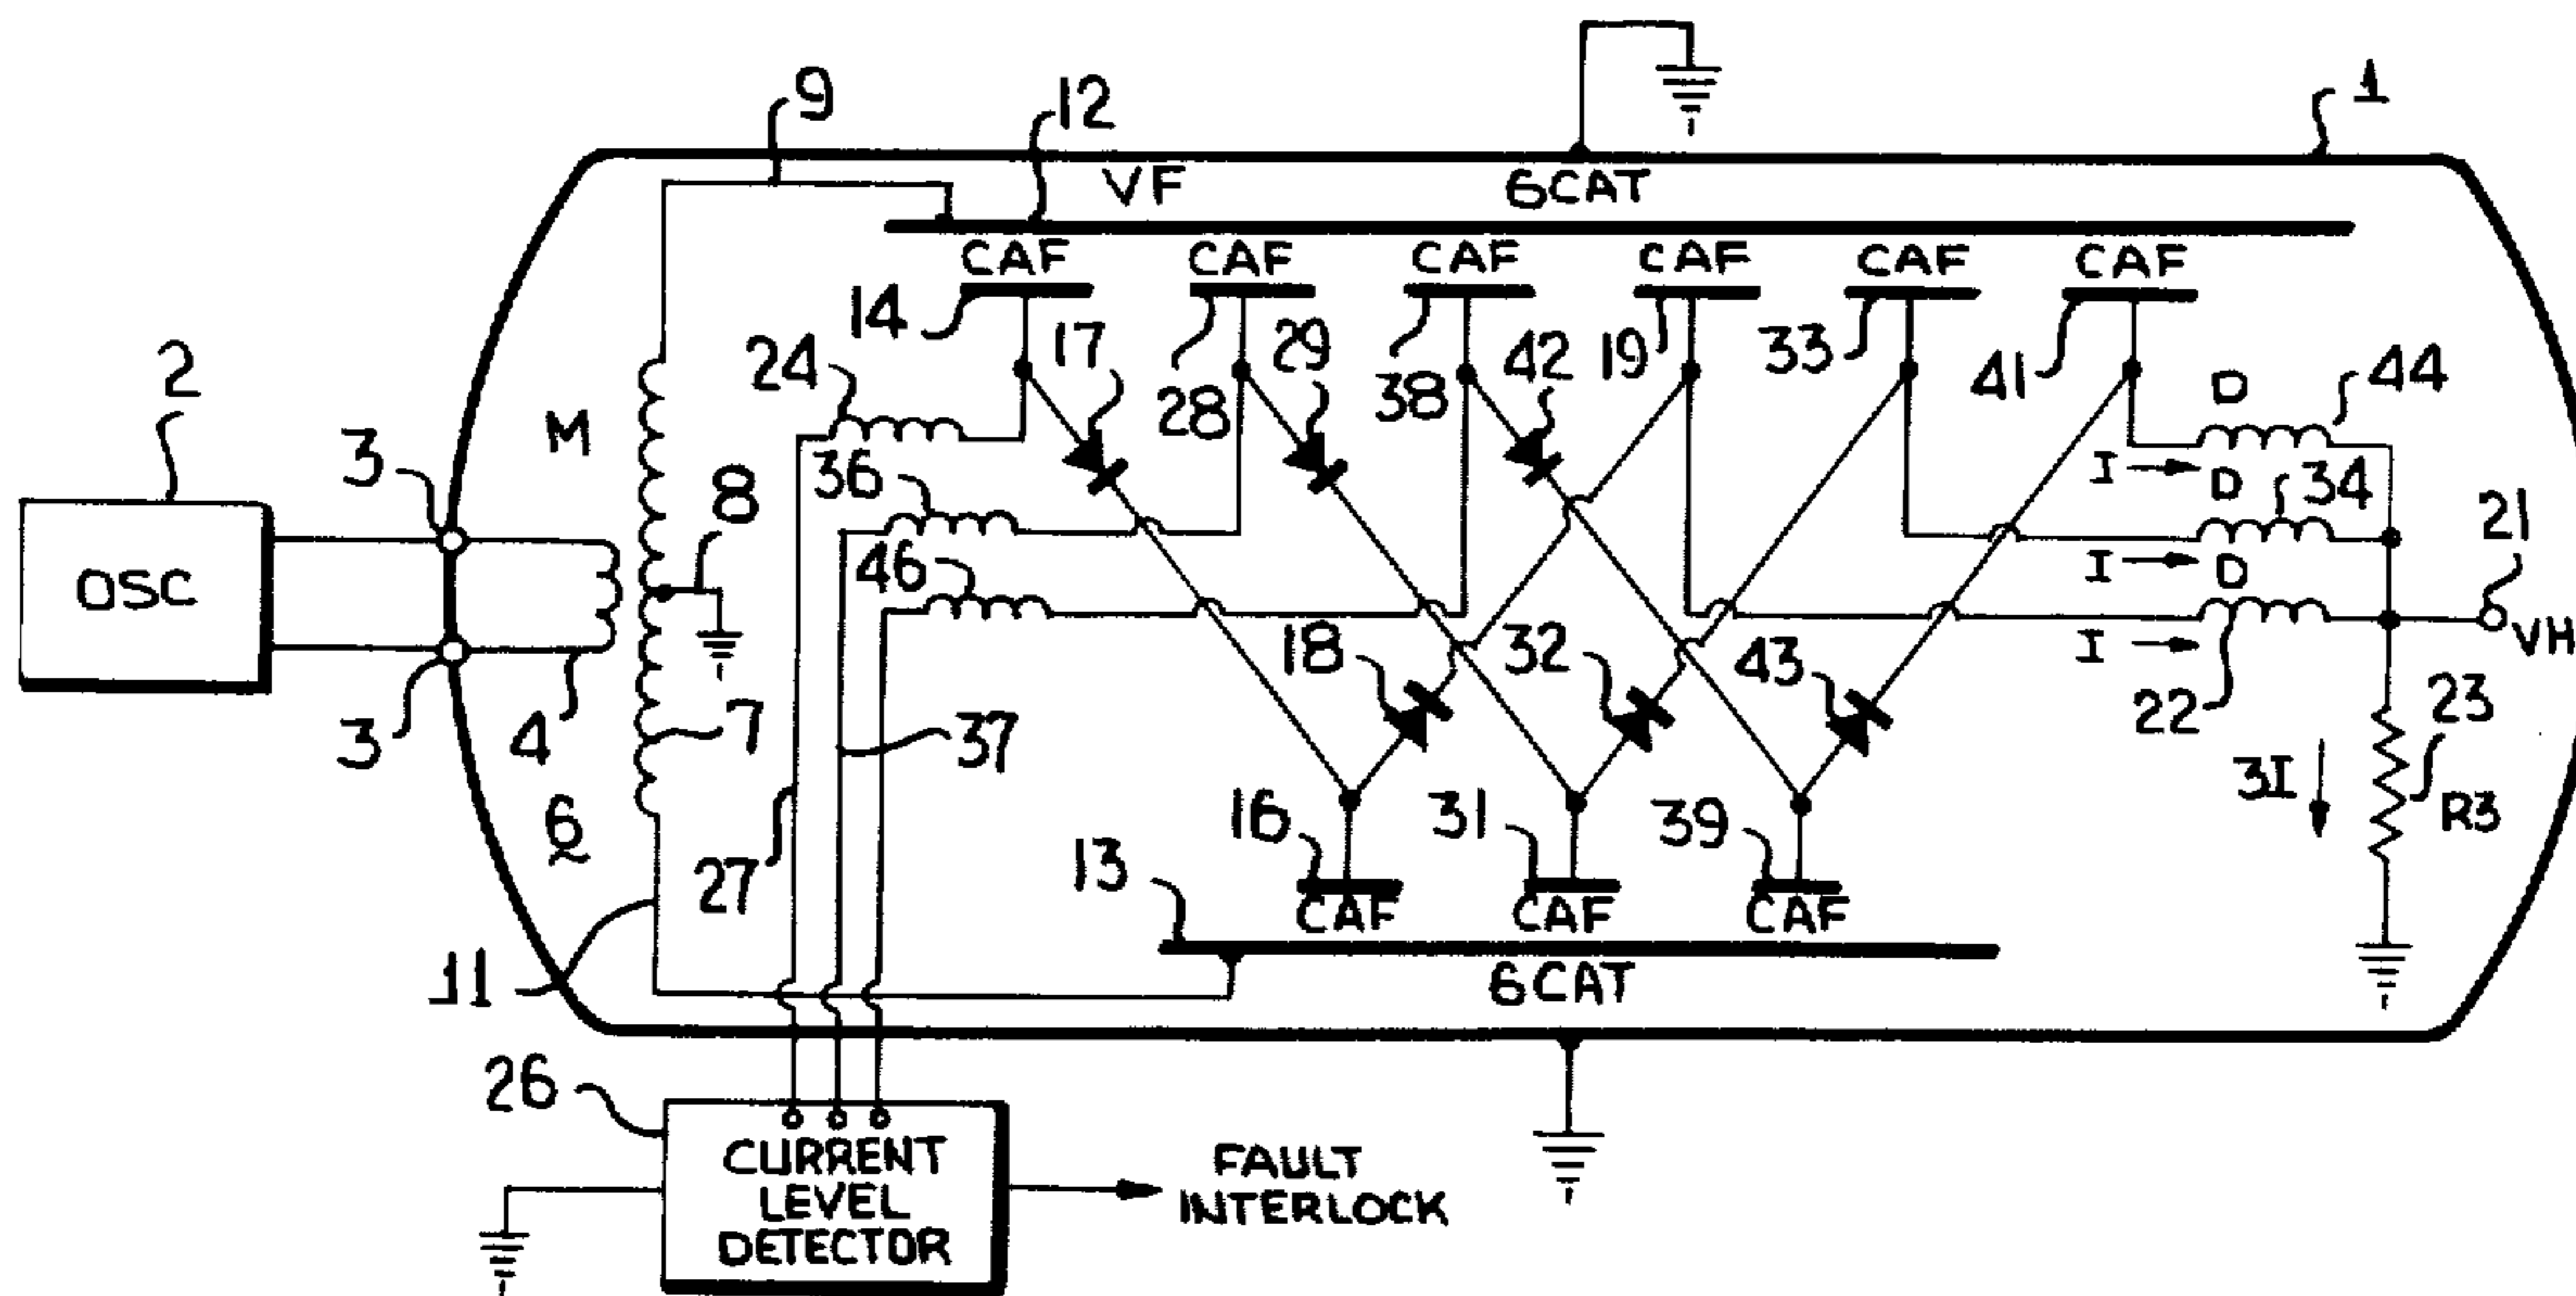 1
9
12
VF
6CAT
CAF CAF CAF CAF CAF CAF
14 17 28 29 38 42 19 33 41
24
D 44
I
2
M
3
36
D 34
I
8
21
46
D
OSC
I
VH
18 32 43
22
23
3
4
7
37
3I
R3
6
16 31 39
27
13
CAF CAF CAF
11
6CAT
26
CURRENT
LEVEL
DETECTOR
FAULT
INTERLOCK